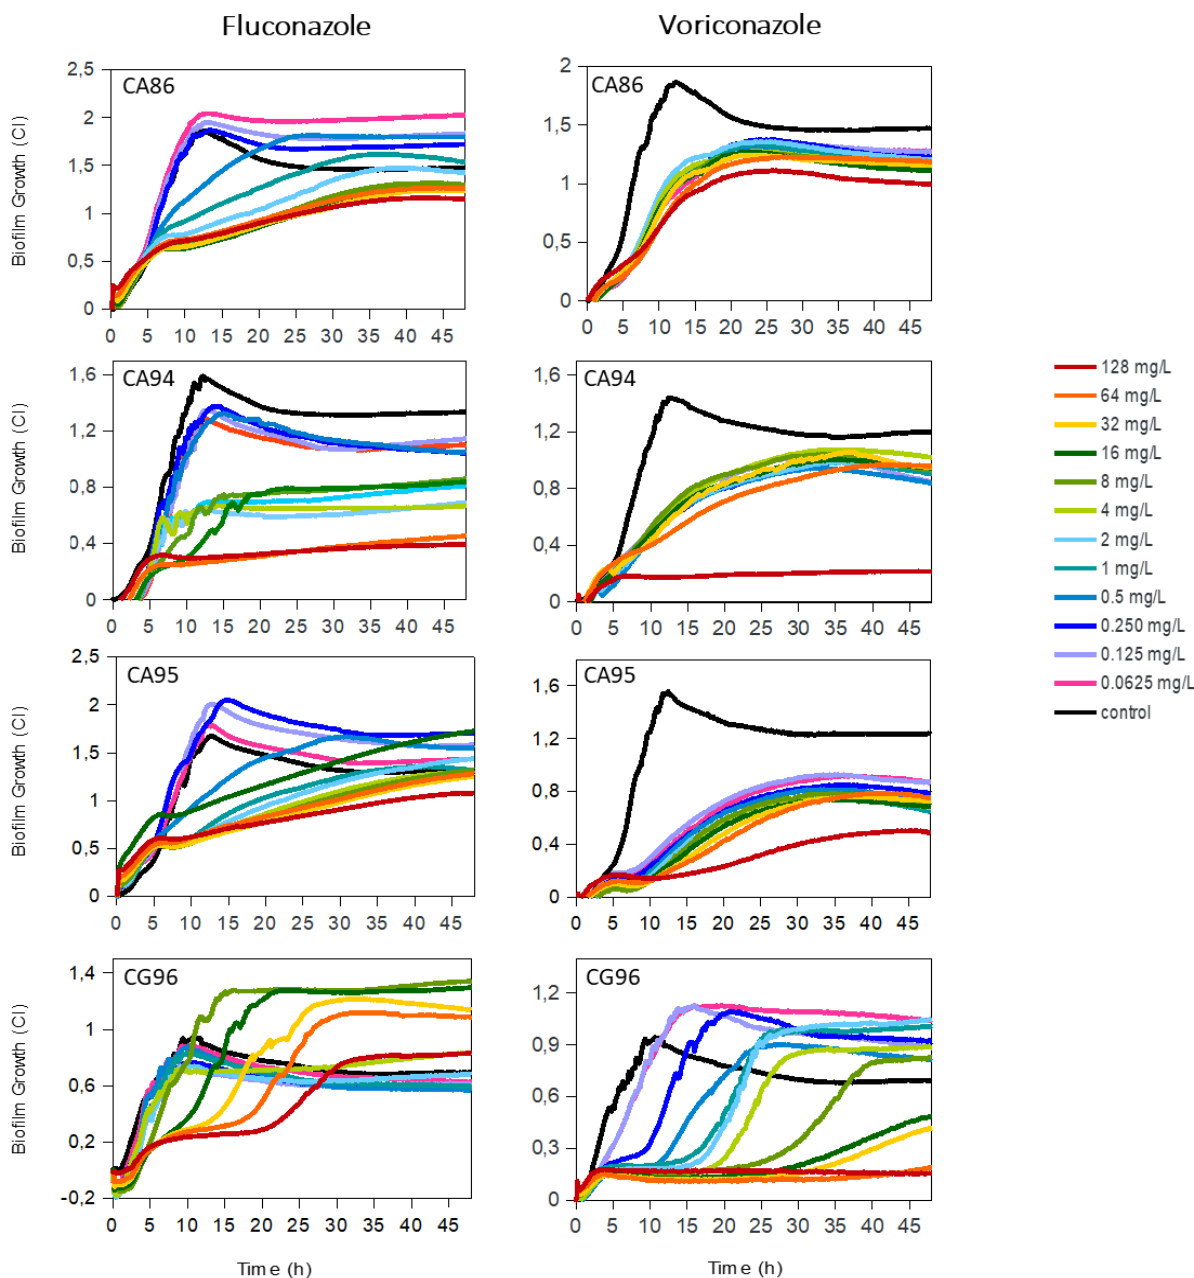 Fluconazole
Voriconazole
CA86
Biofilm Growth (CI)
2,5
2
1,5
1
0,5
0
0 5 10 15 20 25 30 35 40 45
CA86
2
1,5
1
0,5
0
0 5 10 15 20 25 30 35 40 45
CA94
Biofilm Growth (CI)
1,6
1,2
0,8
0,4
0
0 5 10 15 20 25 30 35 40 45
CA94
1,6
1,2
0,8
0,4
0
0 5 10 15 20 25 30 35 40 45
128 mg/L
64 mg/L
32 mg/L
16 mg/L
8 mg/L
4 mg/L
2 mg/L
1 mg/L
0.5 mg/L
0.250 mg/L
0.125 mg/L
0.0625 mg/L
control
CA95
Biofilm Growth (CI)
2,5
2
1,5
1
0,5
0
0 5 10 15 20 25 30 35 40 45
CA95
1,6
1,2
0,8
0,4
0
0 5 10 15 20 25 30 35 40 45
CG96
Biofilm Growth (CI)
1,4
1
0,6
0,2
-0,2
0 5 10 15 20 25 30 35 40 45
Time (h)
CG96
1,2
0,9
0,6
0,3
0
0 5 10 15 20 25 30 35 40 45
Time (h)